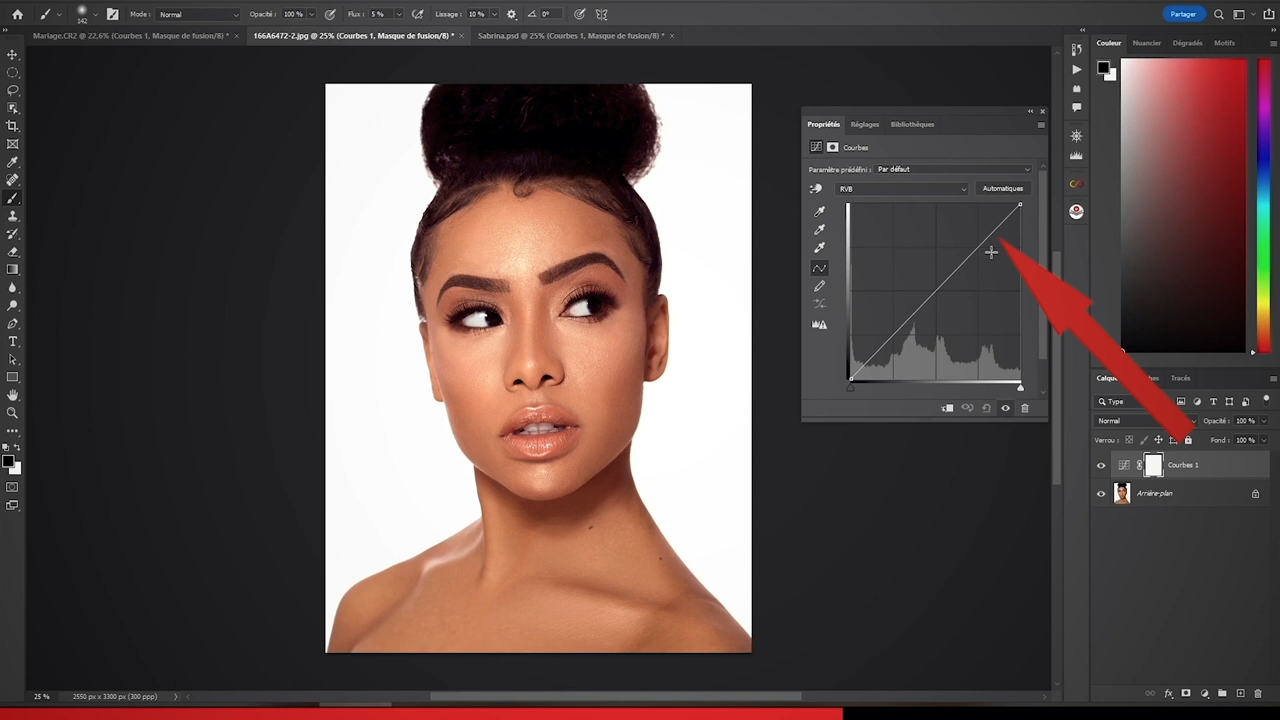 142
Mode : Normal
Opacité : 100 %
Flux : 5 %
Lissage : 10 %
0°
Partager
Mariage.CR2 @ 22,6% (Courbes 1, Masque de fusion/8) * ×
166A6472-2.jpg @ 25% (Courbes 1, Masque de fusion/8) * ×
Sabrina.psd @ 25% (Courbes 1, Masque de fusion/8) * ×
Couleur Nuancier Dégradés Motifs
Propriétés Réglages Bibliothèques
Courbes
Paramètre prédéfini : Par défaut
RVB Automatiques
Tracés
Type
Normal Opacité : 100 %
Verrou : Fond : 100 %
Courbes 1
Arrière-plan
25 % 2550 px x 3300 px (300 ppp)
fx